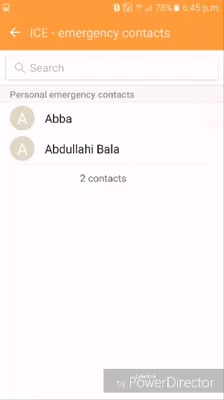 78% 6:45 p.m.
ICE - emergency contacts
Search
Personal emergency contacts
A Abba
A Abdullahi Bala
2 contacts
by PowerDirector